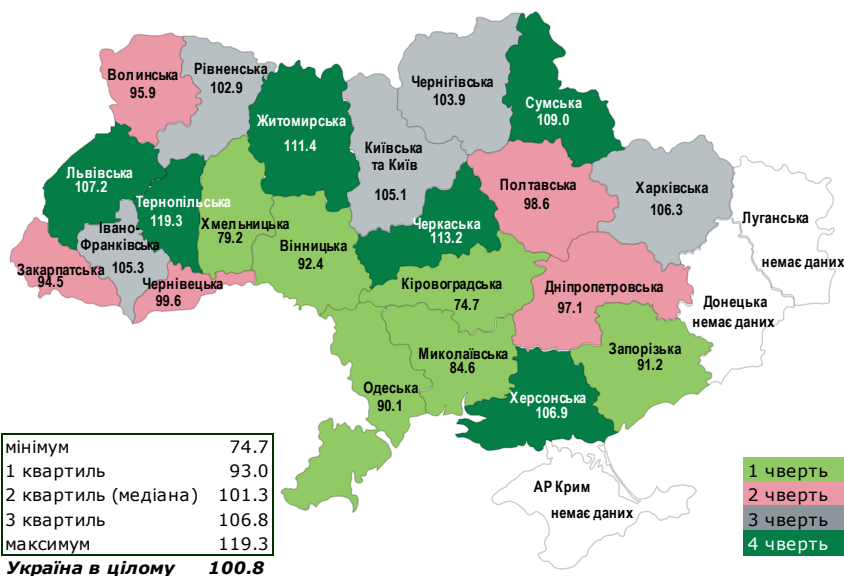 Волинська
95.9
Рівненська
102.9
Житомирська
111.4
Київська
та Київ
105.1
Чернігівська
103.9
Сумська
109.0
Львівська
107.2
Тернопільська
119.3
Хмельницька
79.2
Вінницька
92.4
Черкаська
113.2
Полтавська
98.6
Харківська
106.3
Луганська
немає даних
Івано-
Франківська
105.3
Закарпатська
94.5
Чернівецька
99.6
Кіровоградська
74.7
Дніпропетровська
97.1
Донецька
немає даних
Миколаївська
84.6
Запорізька
91.2
Одеська
90.1
Херсонська
106.9
АР Крим
немає даних
мінімум 74.7
1 квартиль 93.0
2 квартиль (медіана) 101.3
3 квартиль 106.8
максимум 119.3
Україна в цілому 100.8
1 чверть
2 чверть
3 чверть
4 чверть